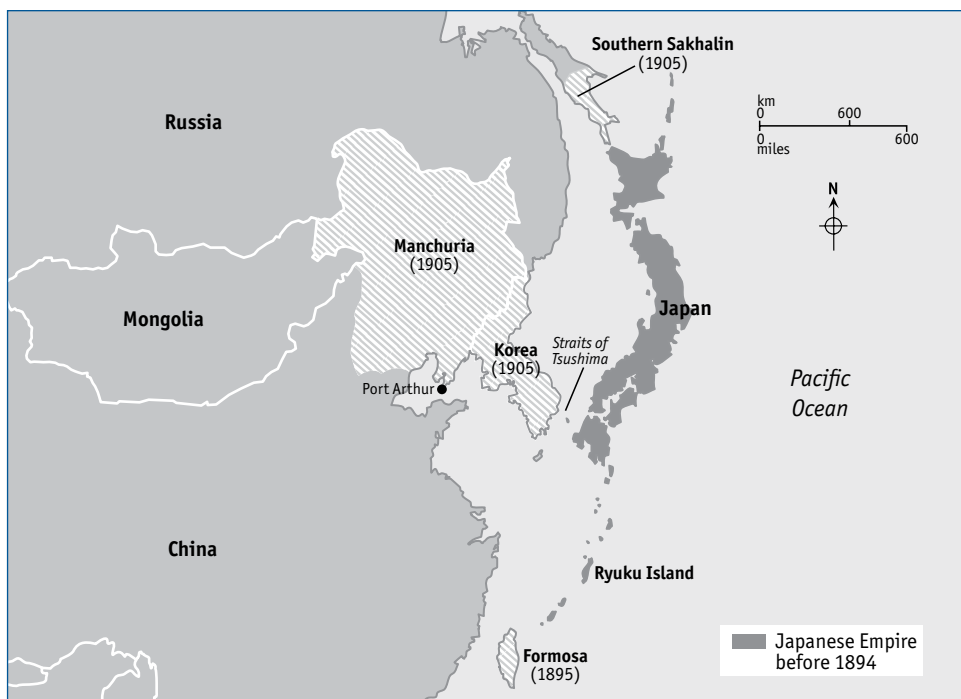 Southern Sakhalin
(1905)
km
0 600
0 600
miles
Russia
N
Manchuria
(1905)
Mongolia
Japan
Straits of
Tsushima
Korea
(1905)
Port Arthur
Pacific
Ocean
China
Ryuku Island
Formosa
(1895)
Japanese Empire
before 1894